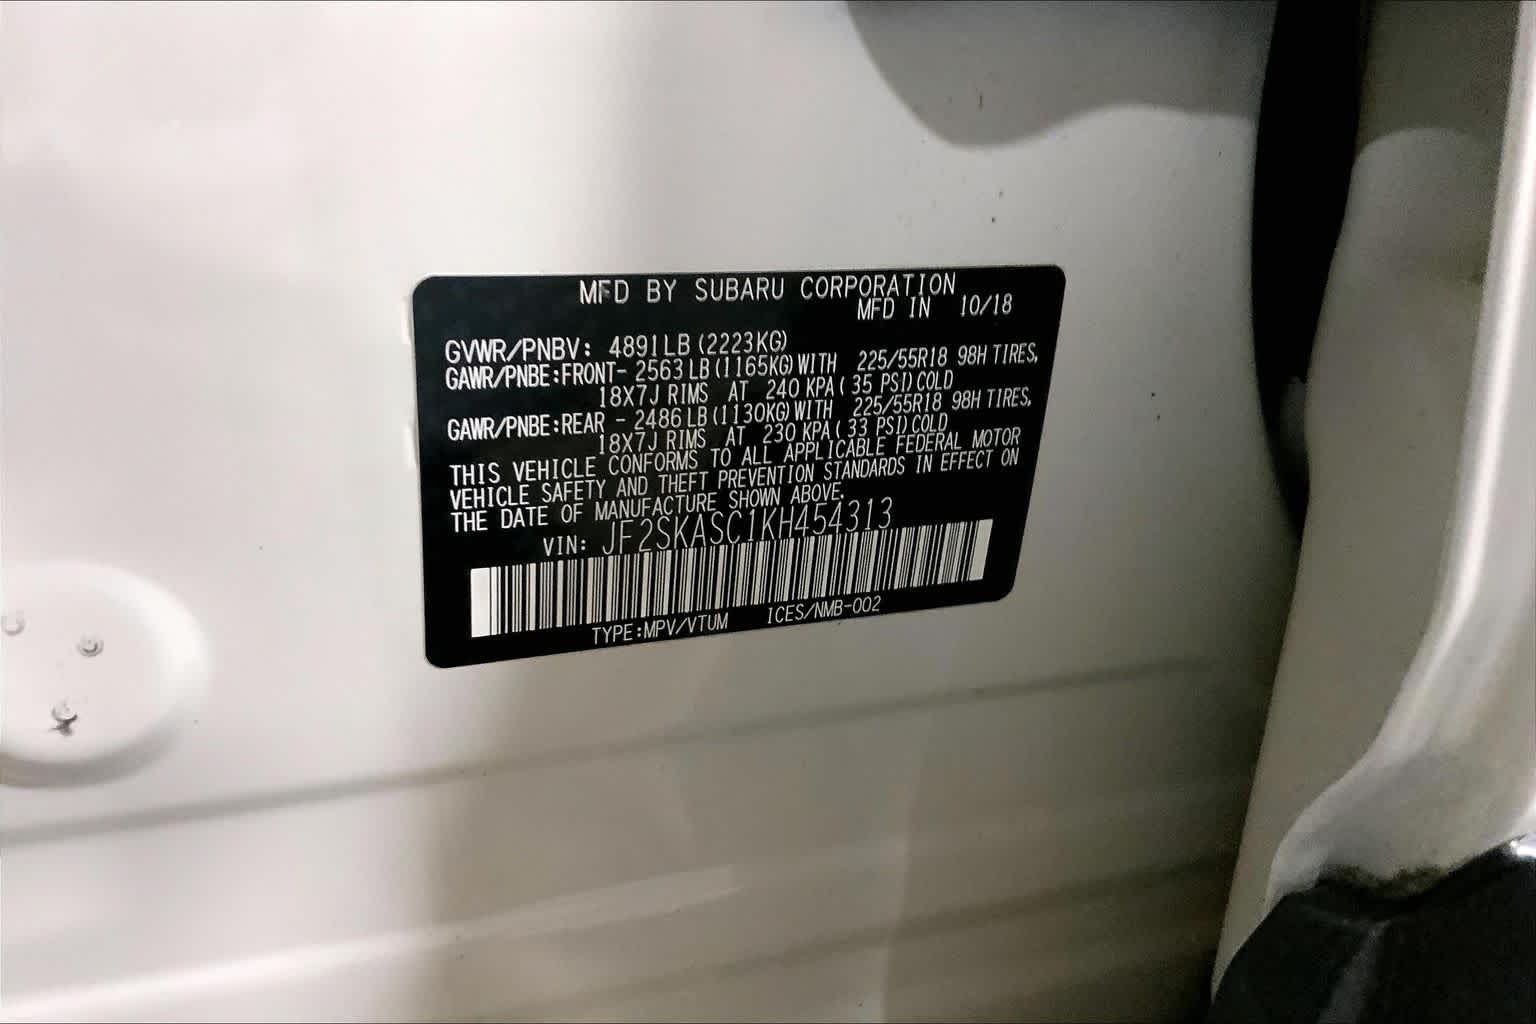 MFD BY SUBARU CORPORATION
MFD IN 10/18
GVWR/PNBV: 4891LB (2223KG)
GAWR/PNBE:FRONT- 2563 LB (1165KG) WITH 225/55R18 98H TIRES,
18X7J RIMS AT 240 KPA ( 35 PSI) COLD
GAWR/PNBE:REAR - 2486 LB (1130KG) WITH 225/55R18 98H TIRES,
18X7J RIMS AT 230 KPA ( 33 PSI) COLD
THIS VEHICLE CONFORMS TO ALL APPLICABLE FEDERAL MOTOR
VEHICLE SAFETY AND THEFT PREVENTION STANDARDS IN EFFECT ON
THE DATE OF MANUFACTURE SHOWN ABOVE.
VIN: JF2SKASC1KH454313
TYPE:MPV/VTUM ICES/NMB-002